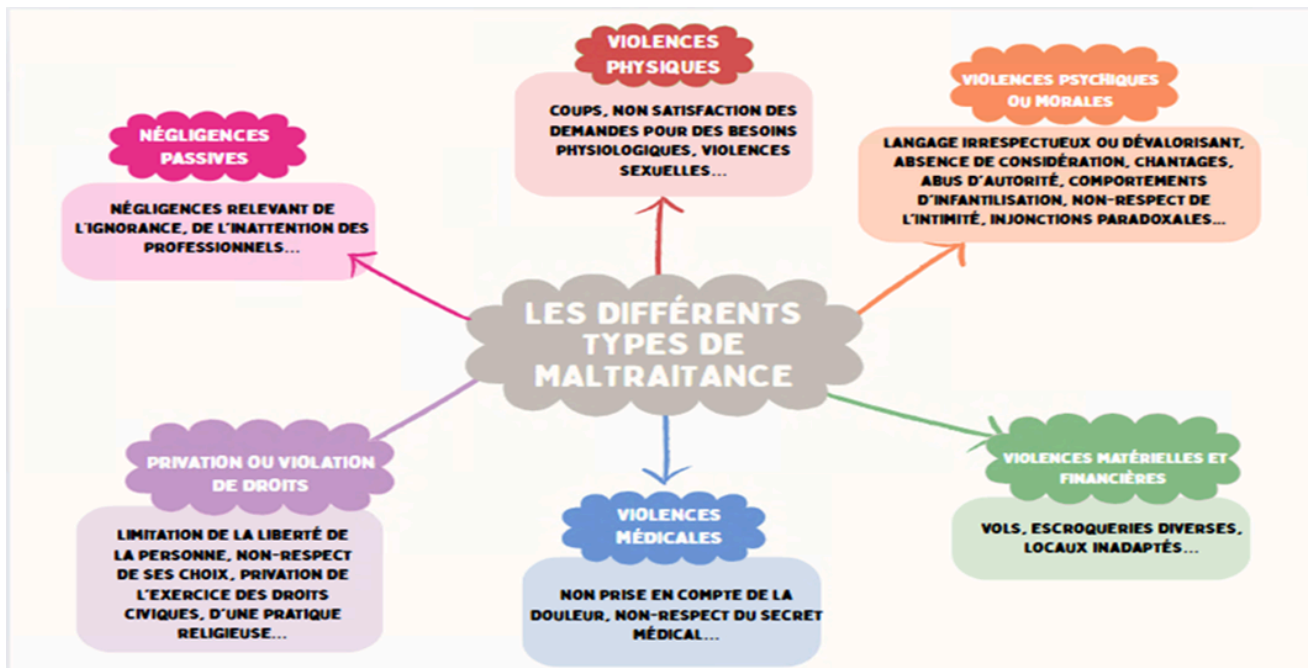 LES DIFFÉRENTS
TYPES DE
MALTRAITANCE
NÉGLIGENCES
PASSIVES
NÉGLIGENCES RELEVANT DE
L'IGNORANCE, DE L'INATTENTION DES
PROFESSIONNELS...
VIOLENCES
PHYSIQUES
COUPS, NON SATISFACTION DES
DEMANDES POUR DES BESOINS
PHYSIOLOGIQUES, VIOLENCES
SEXUELLES...
VIOLENCES PSYCHIQUES
OU MORALES
LANGAGE IRRESPECTUEUX OU DÉVALORISANT,
ABSENCE DE CONSIDÉRATION, CHANTAGES,
ABUS D'AUTORITÉ, COMPORTEMENTS
D'INFANTILISATION, NON-RESPECT DE
L'INTIMITÉ, INJONCTIONS PARADOXALES...
PRIVATION OU VIOLATION
DE DROITS
LIMITATION DE LA LIBERTÉ DE
LA PERSONNE, NON-RESPECT
DE SES CHOIX, PRIVATION DE
L'EXERCICE DES DROITS
CIVIQUES, D'UNE PRATIQUE
RELIGIEUSE...
VIOLENCES
MÉDICALES
NON PRISE EN COMPTE DE LA
DOULEUR, NON-RESPECT DU SECRET
MÉDICAL...
VIOLENCES MATÉRIELLES ET
FINANCIÈRES
VOLS, ESCROQUERIES DIVERSES,
LOCAUX INADAPTÉS...